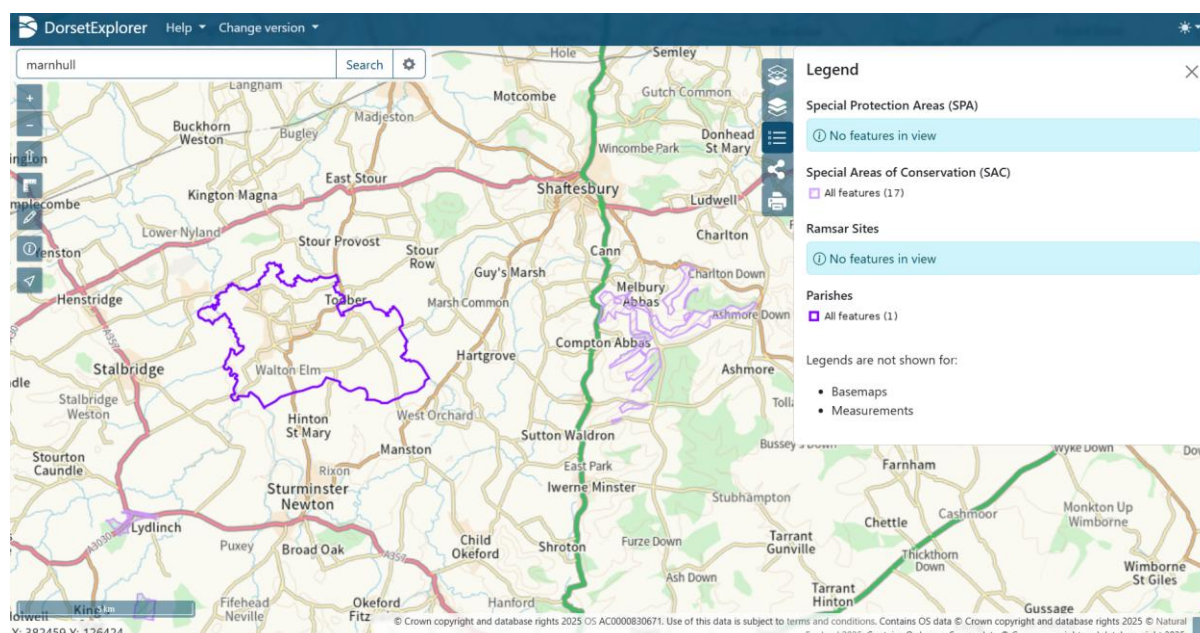 DorsetExplorer Help Change version
marnhull Search
Legend
Special Protection Areas (SPA)
No features in view
Special Areas of Conservation (SAC)
All features (17)
Ramsar Sites
No features in view
Parishes
All features (1)
Legends are not shown for:
Basemaps
Measurements
Hole
Semley
Langham
Motcombe
Gutch Common
Madjeston
Buckhorn
Weston
Bugley
Donhead
St Mary
Wincombe Park
East Stour
Shaftesbury
Kington Magna
Ludwell
Lower Nyland
Stour Provost
Charlton
Stour
Row
Cann
Guy's Marsh
Charlton Down
Melbury
Abbas
Henstridge
Todber
Marsh Common
Ashmore Down
A357
Compton Abbas
Hartgrove
Stalbridge
Walton Elm
Ashmore
Stalbridge
Weston
West Orchard
Hinton
St Mary
Sutton Waldron
Manston
Stourton
Caundle
East Park
Rixon
Farnham
Wyke Down
Iwerne Minster
Sturminster
Newton
Stubhampton
Cashmoor
Monkton Up
Wimborne
Chettle
Lydlinch
A3030
Puxey
Broad Oak
A357
Child
Okeford
Shroton
Furze Down
Tarrant
Gunville
Thickthorn
Down
Wimborne
St Giles
Ash Down
Tarrant
Hinton
Fifehead
Neville
Okeford
Fitz
Hanford
Gussage
© Crown copyright and database rights 2025 OS AC0000830671. Use of this data is subject to terms and conditions. Contains OS data © Crown copyright and database rights 2025 © Natural
X: 382459 Y: 126424